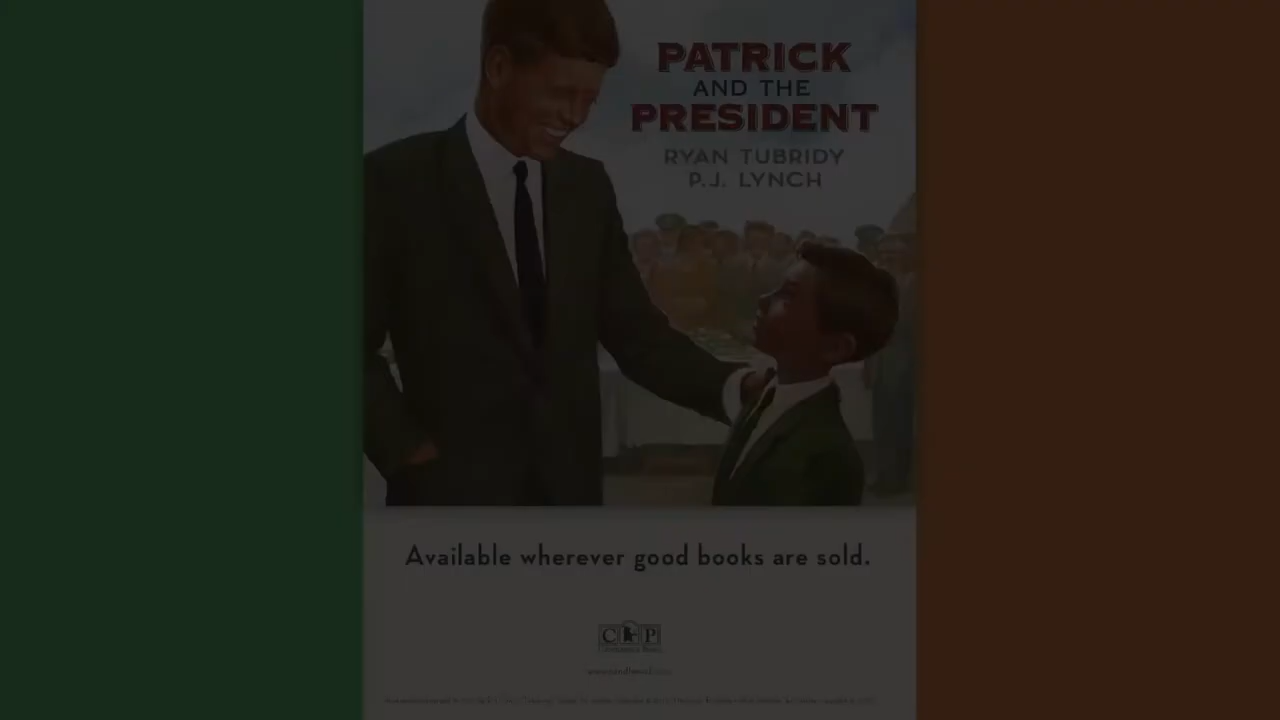 PATRICK
AND THE
PRESIDENT
RYAN TUBRIDY
P.J. LYNCH
Available wherever good books are sold.
C P